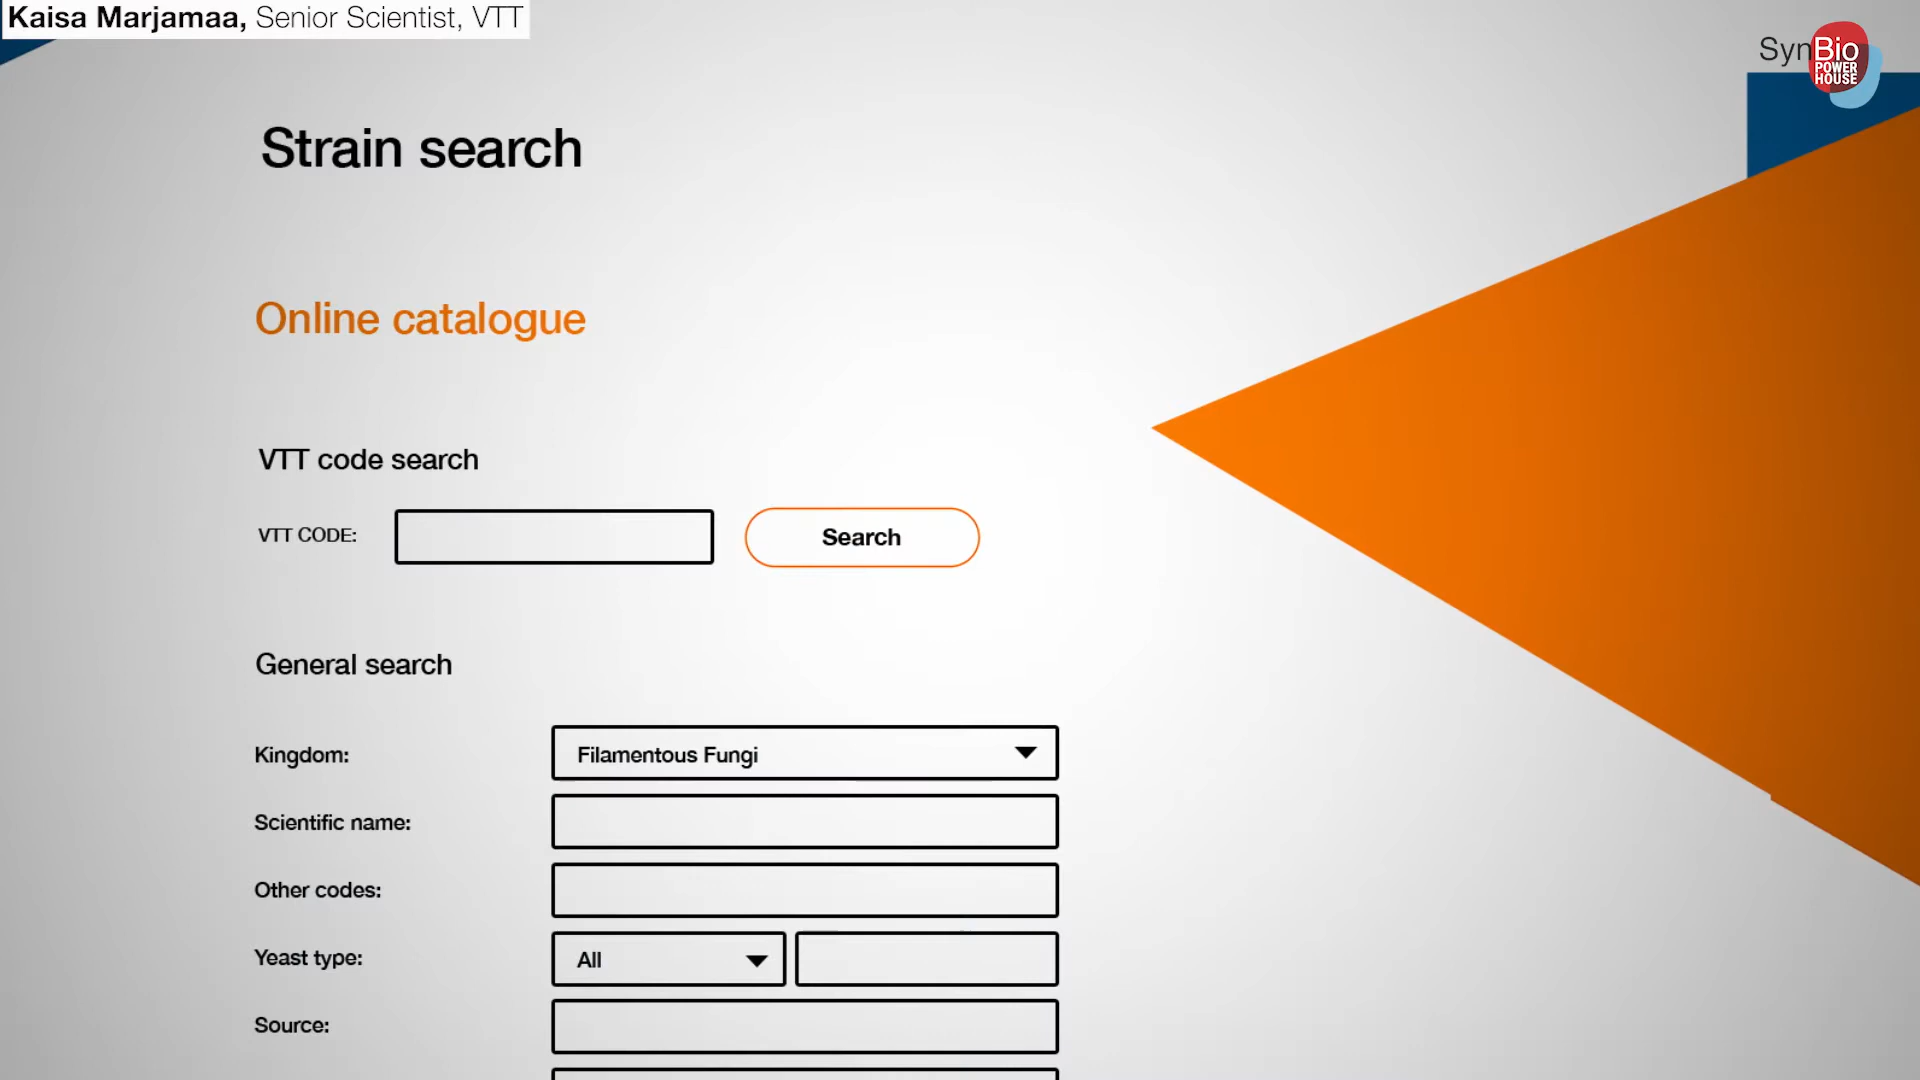 Kaisa Marjamaa, Senior Scientist, VTT
SynBio
POWER
HOUSE
Strain search
Online catalogue
VTT code search
VTT CODE:
Search
General search
Kingdom:
Filamentous Fungi
Scientific name:
Other codes:
Yeast type:
All
Source: